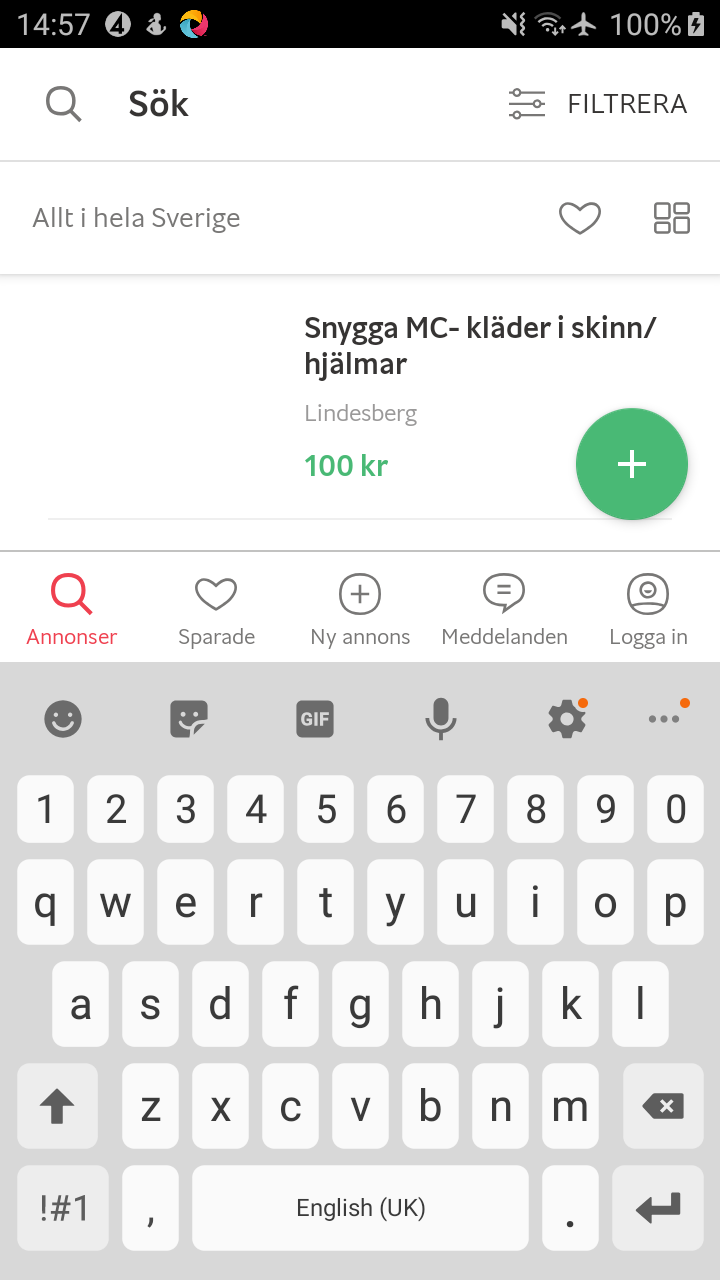 14:57 100%
Sök FILTRERA
Allt i hela Sverige
Snygga MC- kläder i skinn/
hjälmar
Lindesberg
100 kr
Annonser Sparade Ny annons Meddelanden Logga in
GIF
1 2 3 4 5 6 7 8 9 0
q w e r t y u i o p
a s d f g h j k l
z x c v b n m
!#1 , English (UK) .